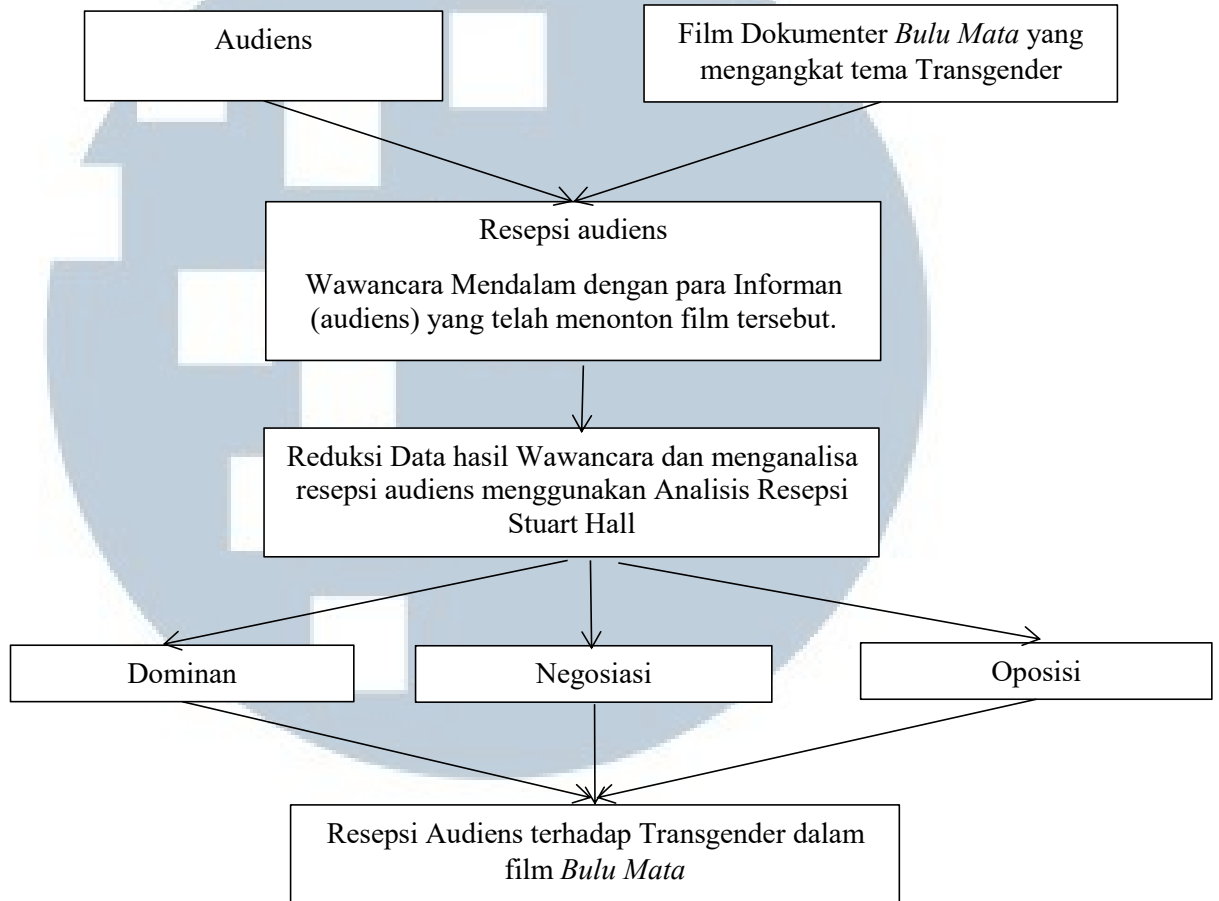 Audiens
Film Dokumenter Bulu Mata yang
mengangkat tema Transgender
Resepsi audiens
Wawancara Mendalam dengan para Informan
(audiens) yang telah menonton film tersebut.
Reduksi Data hasil Wawancara dan menganalisa
resepsi audiens menggunakan Analisis Resepsi
Stuart Hall
Dominan
Negosiasi
Oposisi
Resepsi Audiens terhadap Transgender dalam
film Bulu Mata